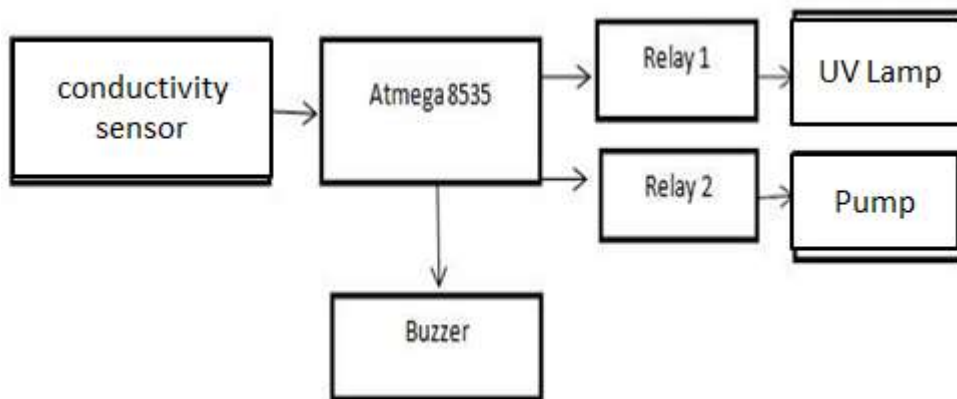 conductivity
sensor
Atmega 8535
Relay 1
UV Lamp
Relay 2
Pump
Buzzer